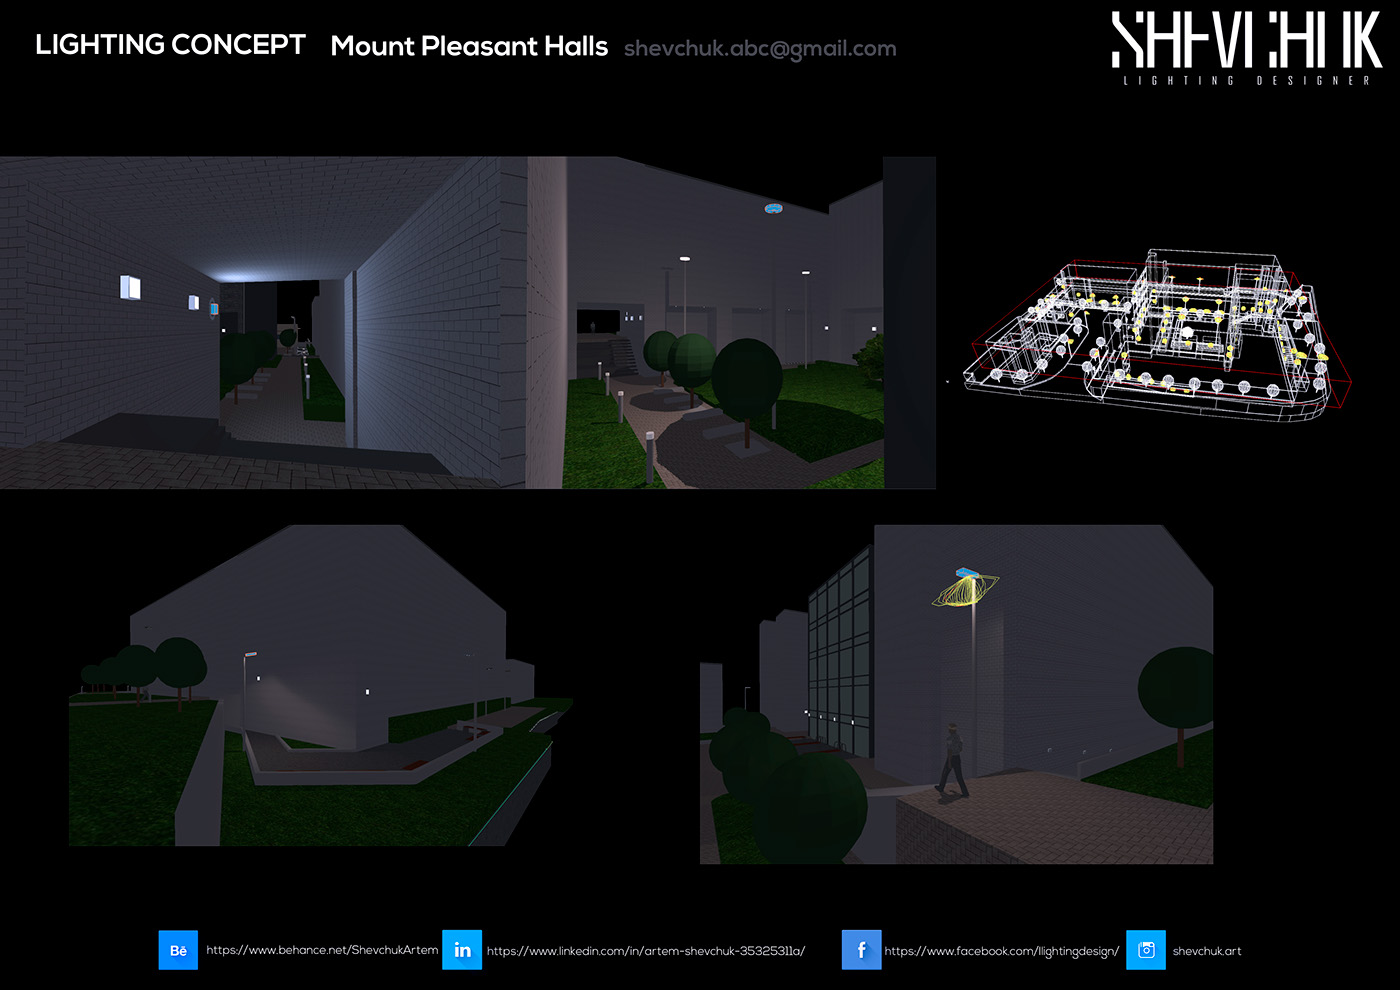 LIGHTING CONCEPT Mount Pleasant Halls shevchuk.abc@gmail.com
SHEVCHUK
LIGHTING DESIGNER
Bē https://www.behance.net/ShevchukArtem in https://www.linkedin.com/in/artem-shevchuk-35325311a/ f https://www.facebook.com/llightingdesign/ shevchuk.art